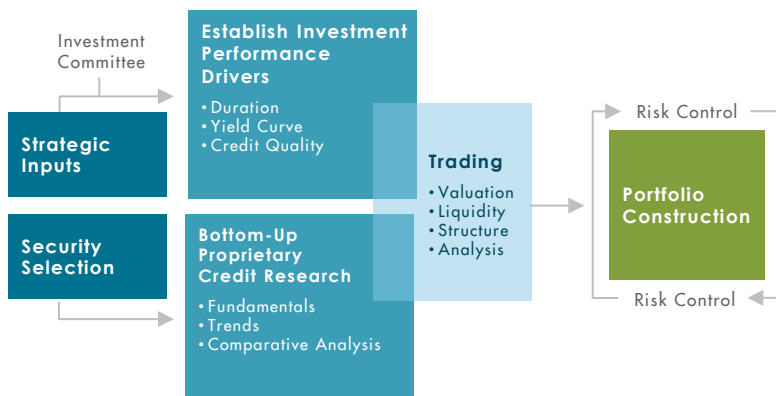 Investment
Committee
Strategic
Inputs
Establish Investment
Performance
Drivers
• Duration
• Yield Curve
• Credit Quality
Security
Selection
Bottom-Up
Proprietary
Credit Research
• Fundamentals
• Trends
• Comparative Analysis
Trading
• Valuation
• Liquidity
• Structure
• Analysis
Risk Control
Portfolio
Construction
Risk Control